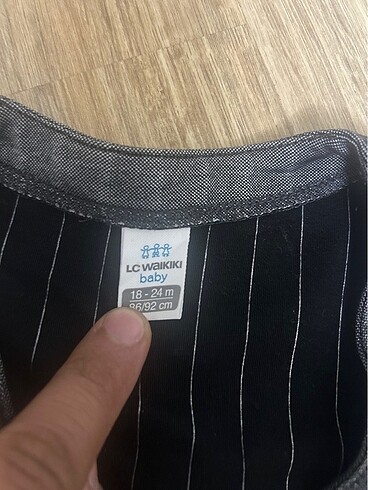 LC WAIKIKI
baby
18 - 24 m
86/92 cm